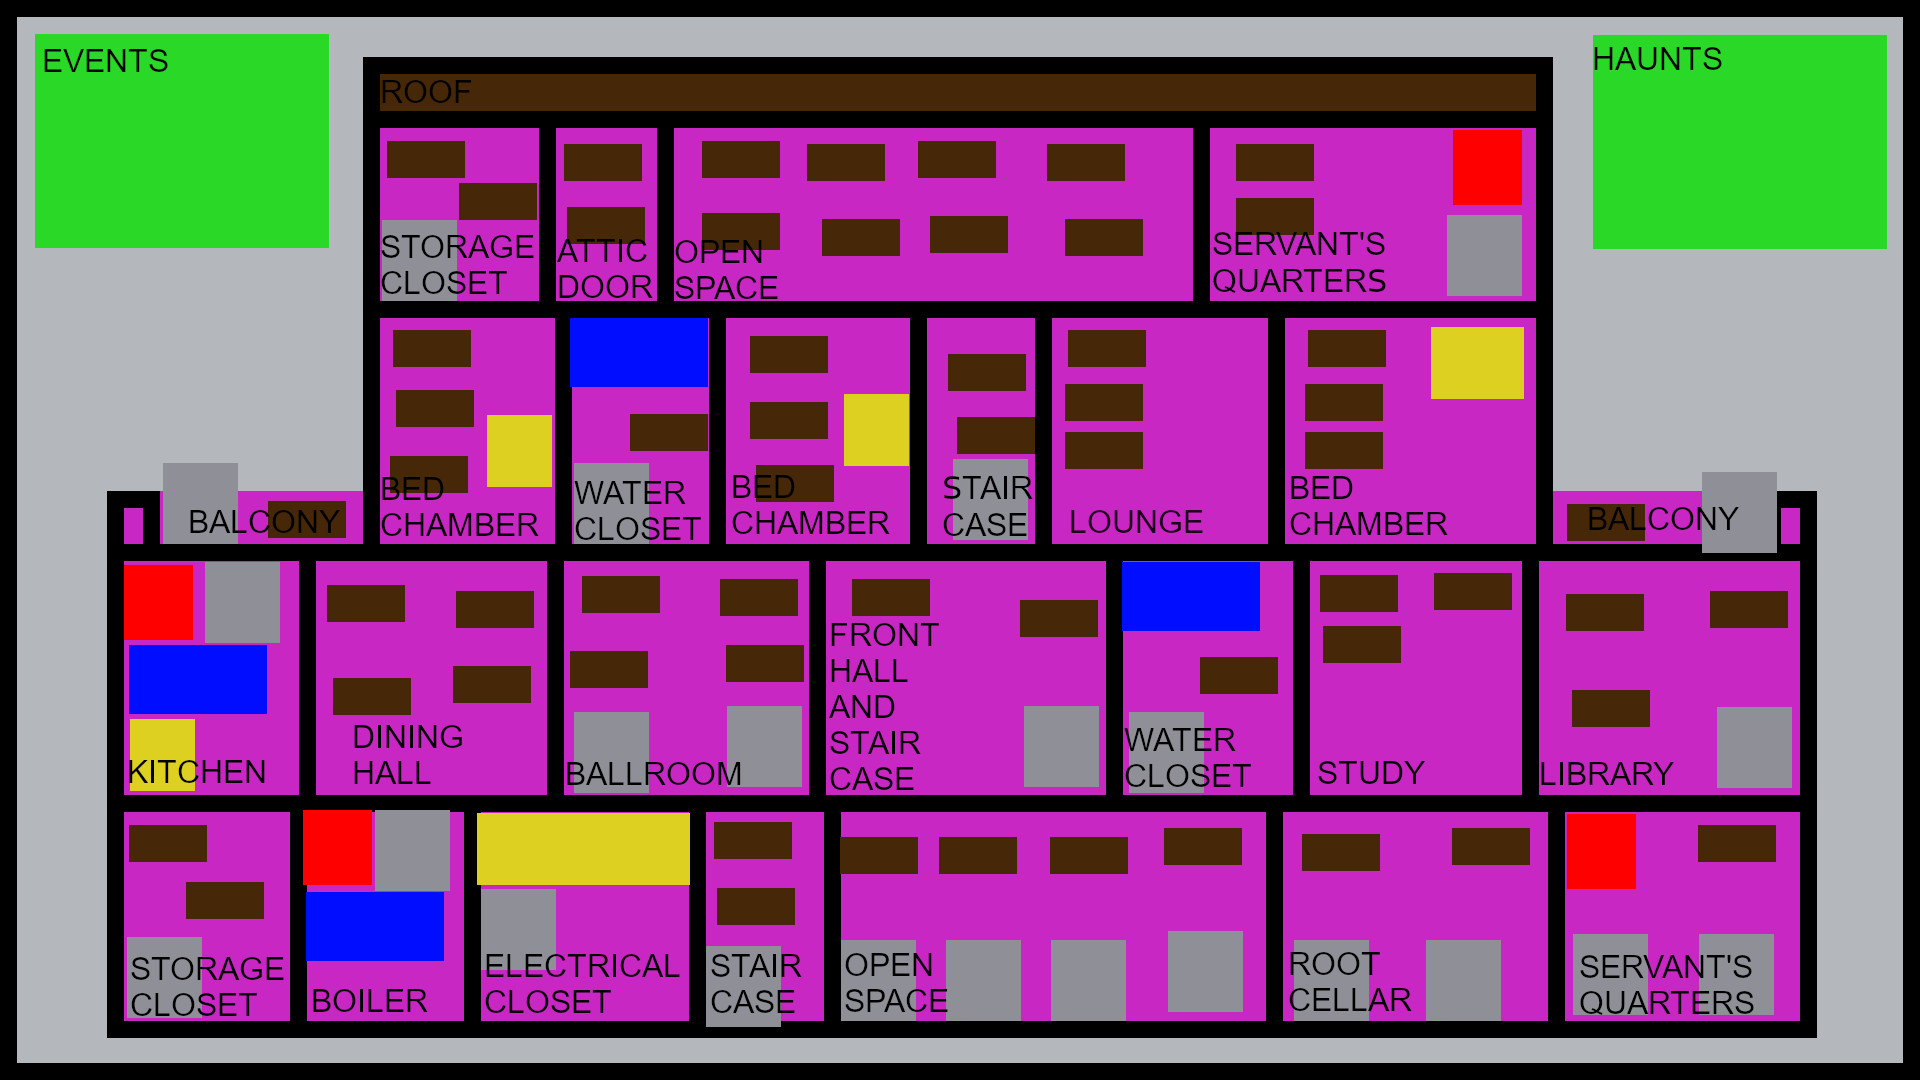 EVENTS
HAUNTS
ROOF
STORAGE
CLOSET
ATTIC
DOOR
OPEN
SPACE
SERVANT'S
QUARTERS
BALCONY
BED
CHAMBER
WATER
CLOSET
BED
CHAMBER
STAIR
CASE
LOUNGE
BED
CHAMBER
BALCONY
KITCHEN
DINING
HALL
BALLROOM
FRONT
HALL
AND
STAIR
CASE
WATER
CLOSET
STUDY
LIBRARY
STORAGE
CLOSET
BOILER
ELECTRICAL
CLOSET
STAIR
CASE
OPEN
SPACE
ROOT
CELLAR
SERVANT'S
QUARTERS